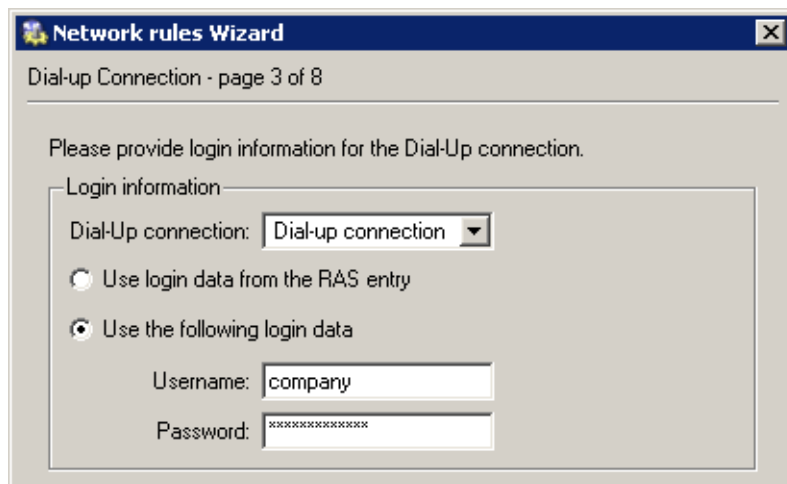 Network rules Wizard
Dial-up Connection - page 3 of 8
Please provide login information for the Dial-Up connection.
Login information
Dial-Up connection: Dial-up connection
Use login data from the RAS entry
Use the following login data
Username: company
Password: *************